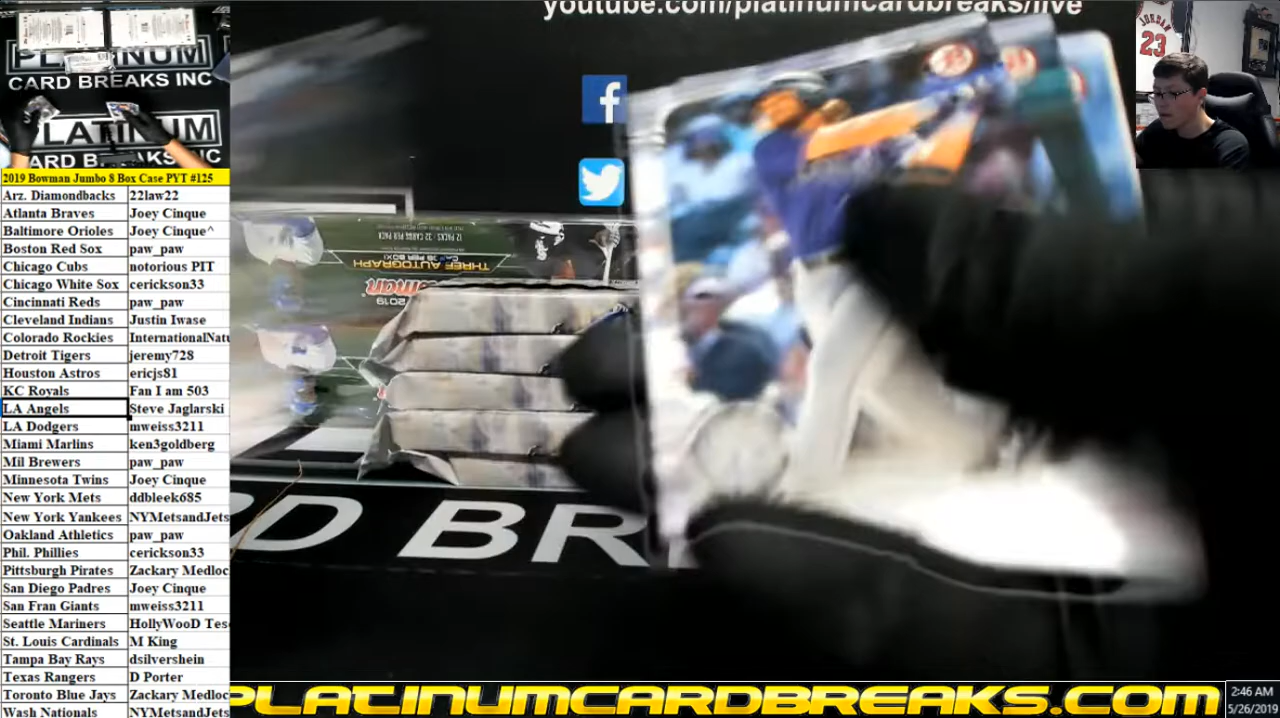 youtube.com/platinumcardbreaks/live
PLATINUM
CARD BREAKS INC
PLATINUM
CARD BREAKS INC
JORDAN
23
2019 Bowman Jumbo 8 Box Case PYT #125
Arz. Diamondbacks 22law22
Atlanta Braves Joey Cinque
Baltimore Orioles Joey Cinque^
Boston Red Sox paw_paw
Chicago Cubs notorious PIT
Chicago White Sox cerickson33
Cincinnati Reds paw_paw
Cleveland Indians Justin Iwase
Colorado Rockies InternationalNatu
Detroit Tigers jeremy728
Houston Astros ericjs81
KC Royals Fan I am 503
LA Angels Steve Jaglarski
LA Dodgers mweiss3211
Miami Marlins ken3goldberg
Mil Brewers paw_paw
Minnesota Twins Joey Cinque
New York Mets ddbleek685
New York Yankees NYMetsandJets
Oakland Athletics paw_paw
Phil. Phillies cerickson33
Pittsburgh Pirates Zackary Medloc
San Diego Padres Joey Cinque
San Fran Giants mweiss3211
Seattle Mariners HollyWooD Tes
St. Louis Cardinals M King
Tampa Bay Rays dsilvershein
Texas Rangers D Porter
Toronto Blue Jays Zackary Medloc
Wash Nationals NYMetsandJets
12 PACKS · 32 CARDS PER PACK
THREE AUTOGRAPH
2019
D BR
PLATINUMCARDBREAKS.COM
2:46 AM
5/26/2019